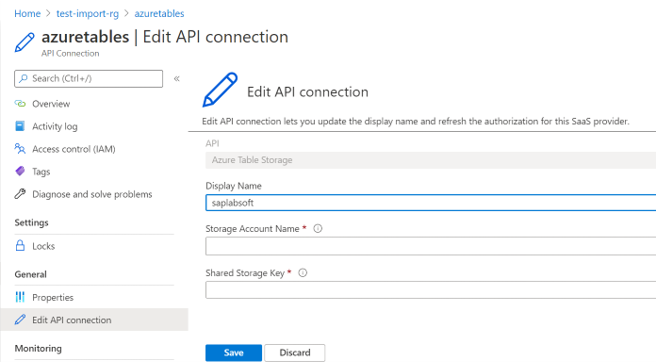 Home > test-import-rg > azuretables
azuretables | Edit API connection
API Connection
Search (Ctrl+/)
«
Overview
Activity log
Access control (IAM)
Tags
Diagnose and solve problems
Settings
Locks
General
Properties
Edit API connection
Monitoring
Edit API connection
Edit API connection lets you update the display name and refresh the authorization for this SaaS provider.
API
Azure Table Storage
Display Name
saplabsoft
Storage Account Name *
Shared Storage Key *
Save Discard